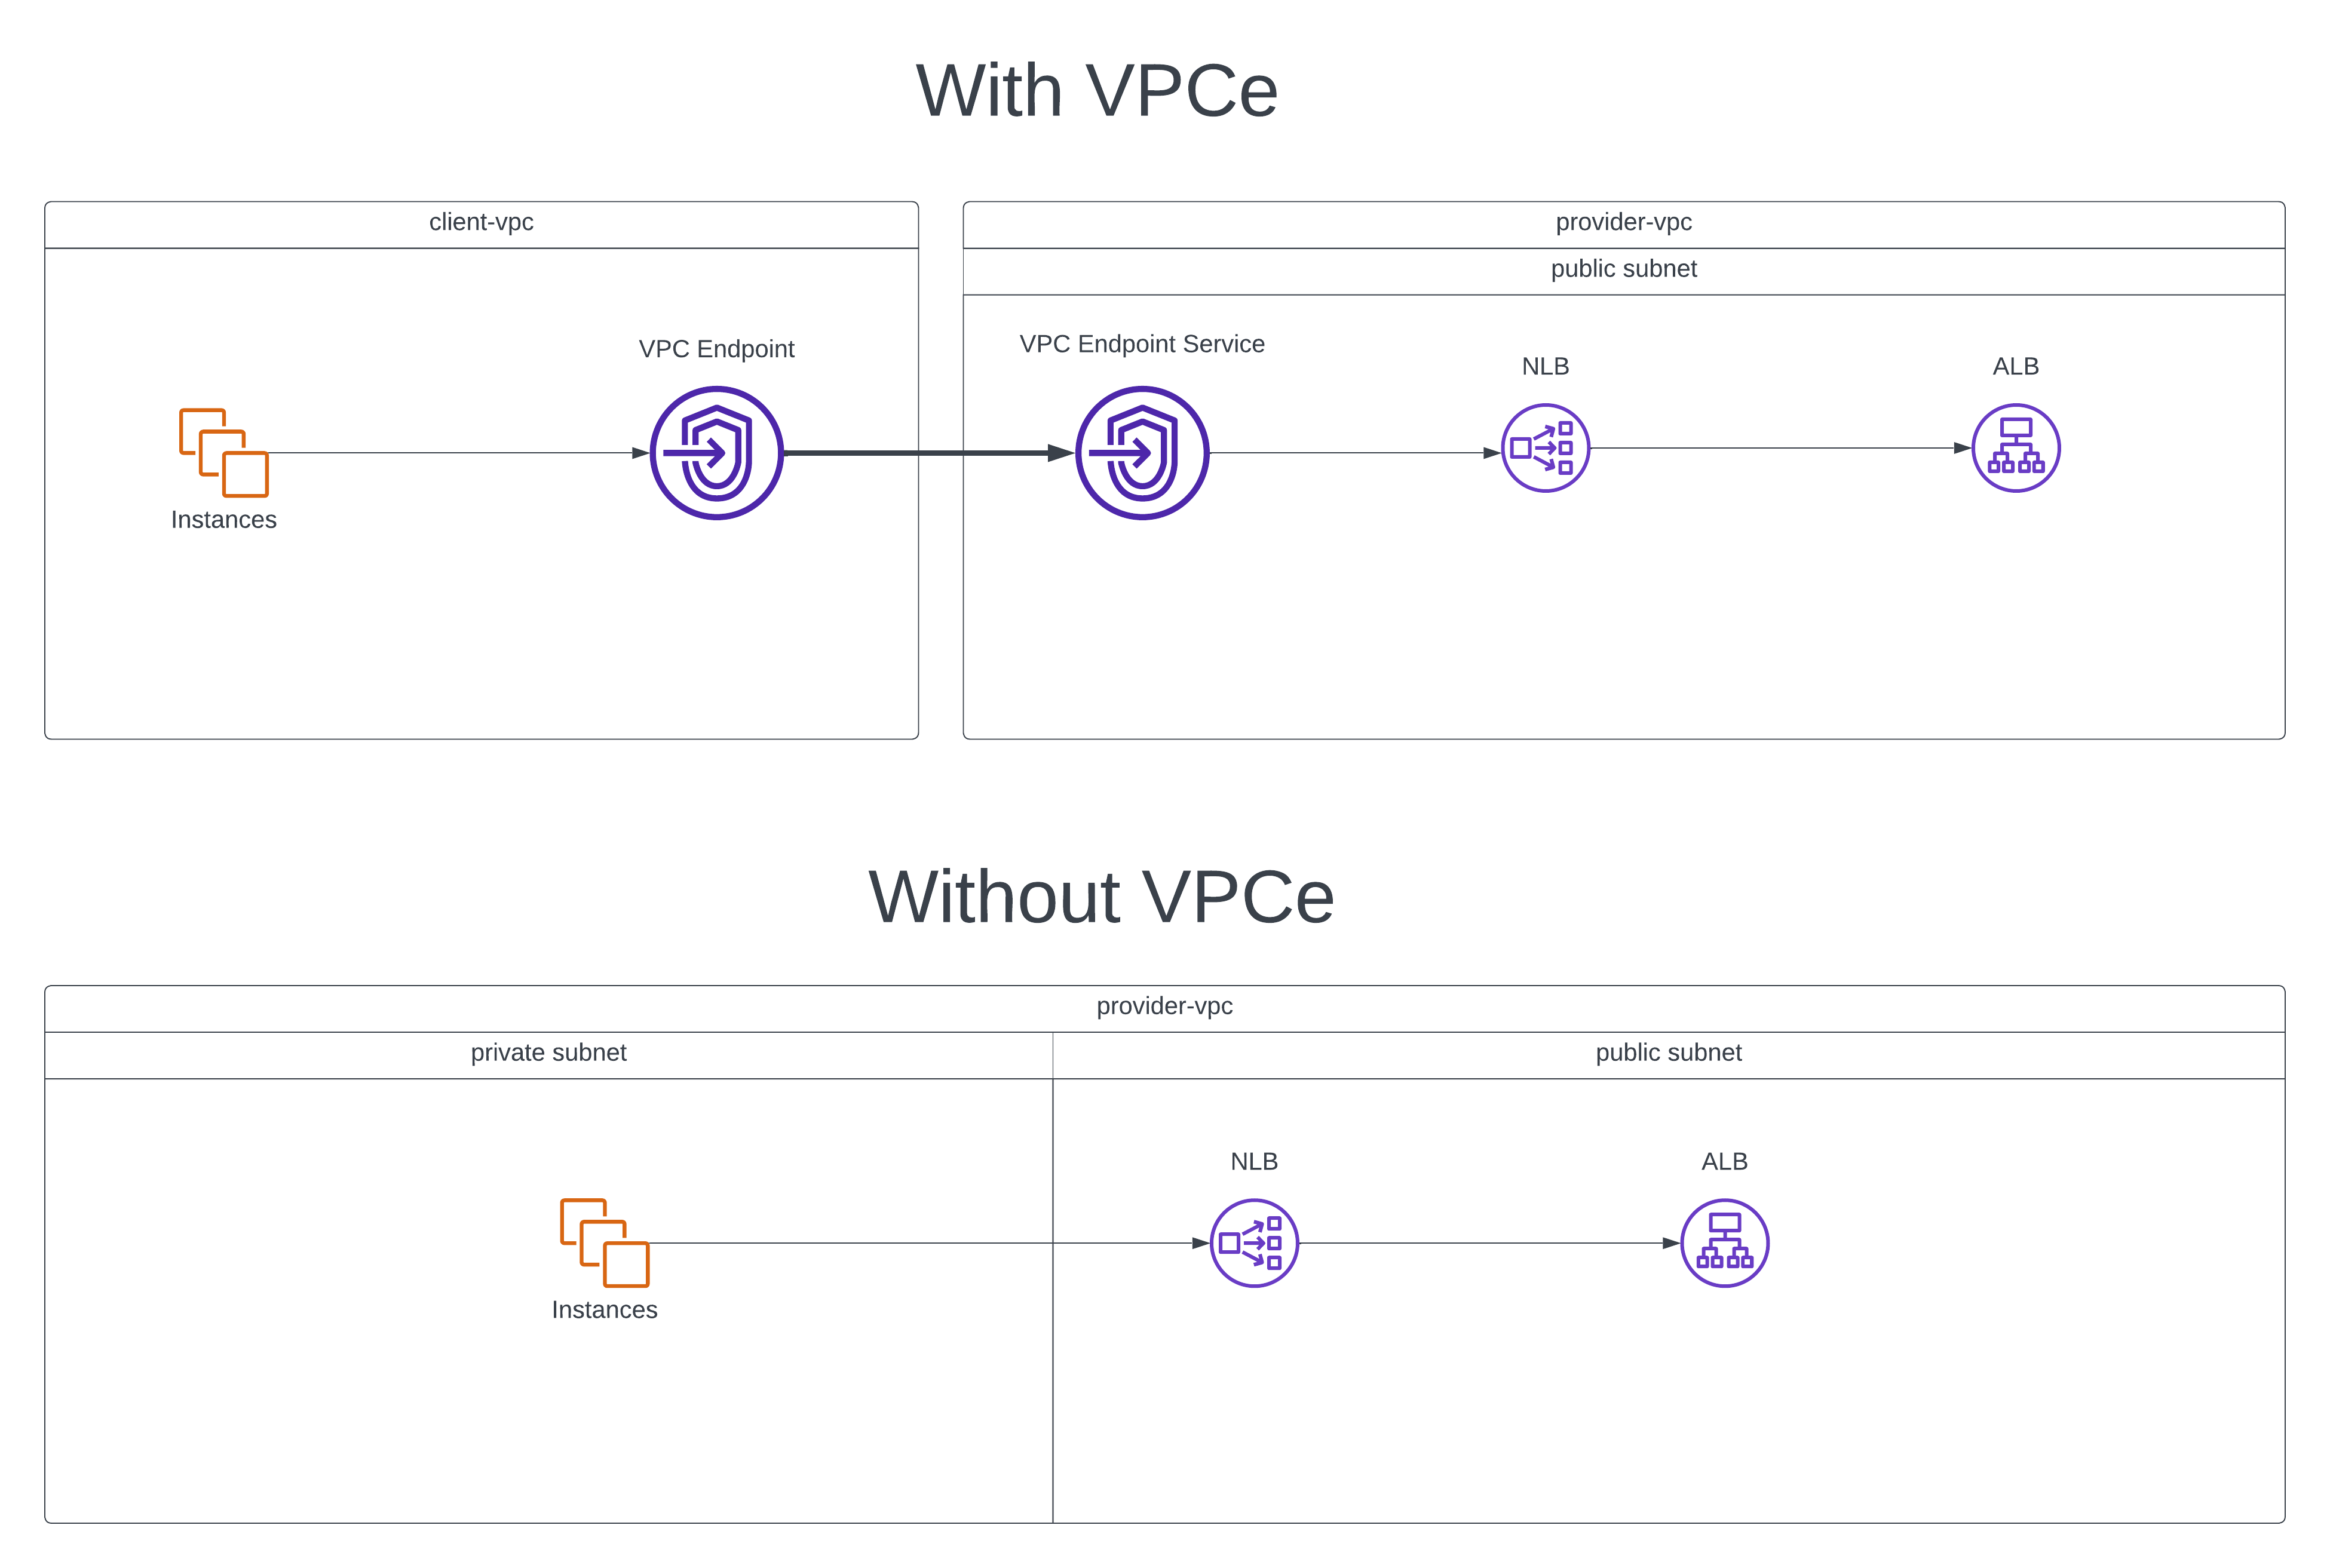 With VPCe
client-vpc
provider-vpc
public subnet
VPC Endpoint
VPC Endpoint Service
NLB
ALB
Instances
Without VPCe
provider-vpc
private subnet
public subnet
NLB
ALB
Instances